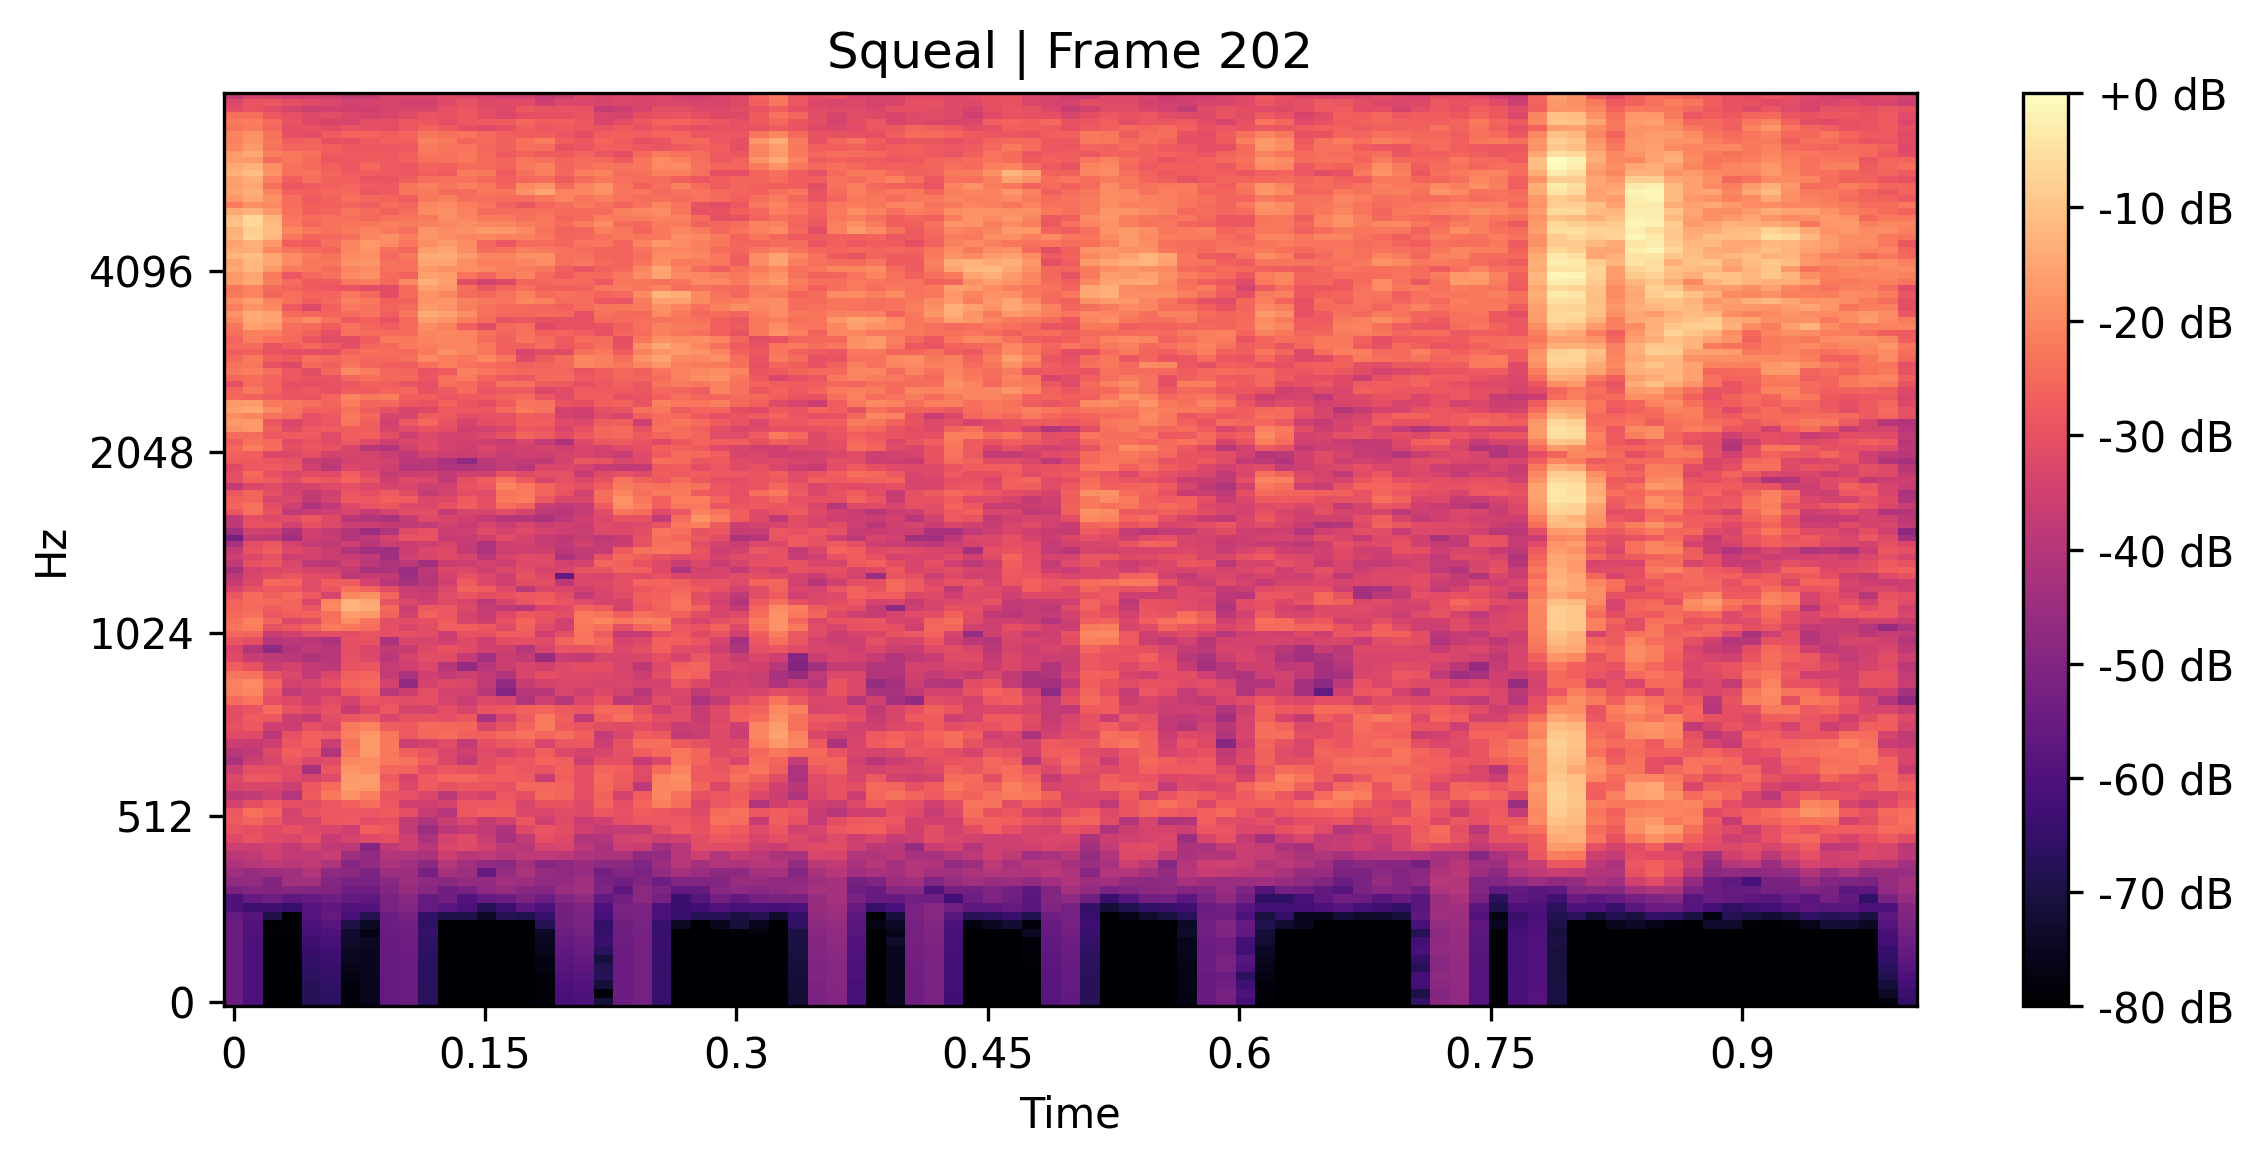 Squeal | Frame 202
Hz
4096
2048
1024
512
0
0 0.15 0.3 0.45 0.6 0.75 0.9
Time
+0 dB
-10 dB
-20 dB
-30 dB
-40 dB
-50 dB
-60 dB
-70 dB
-80 dB